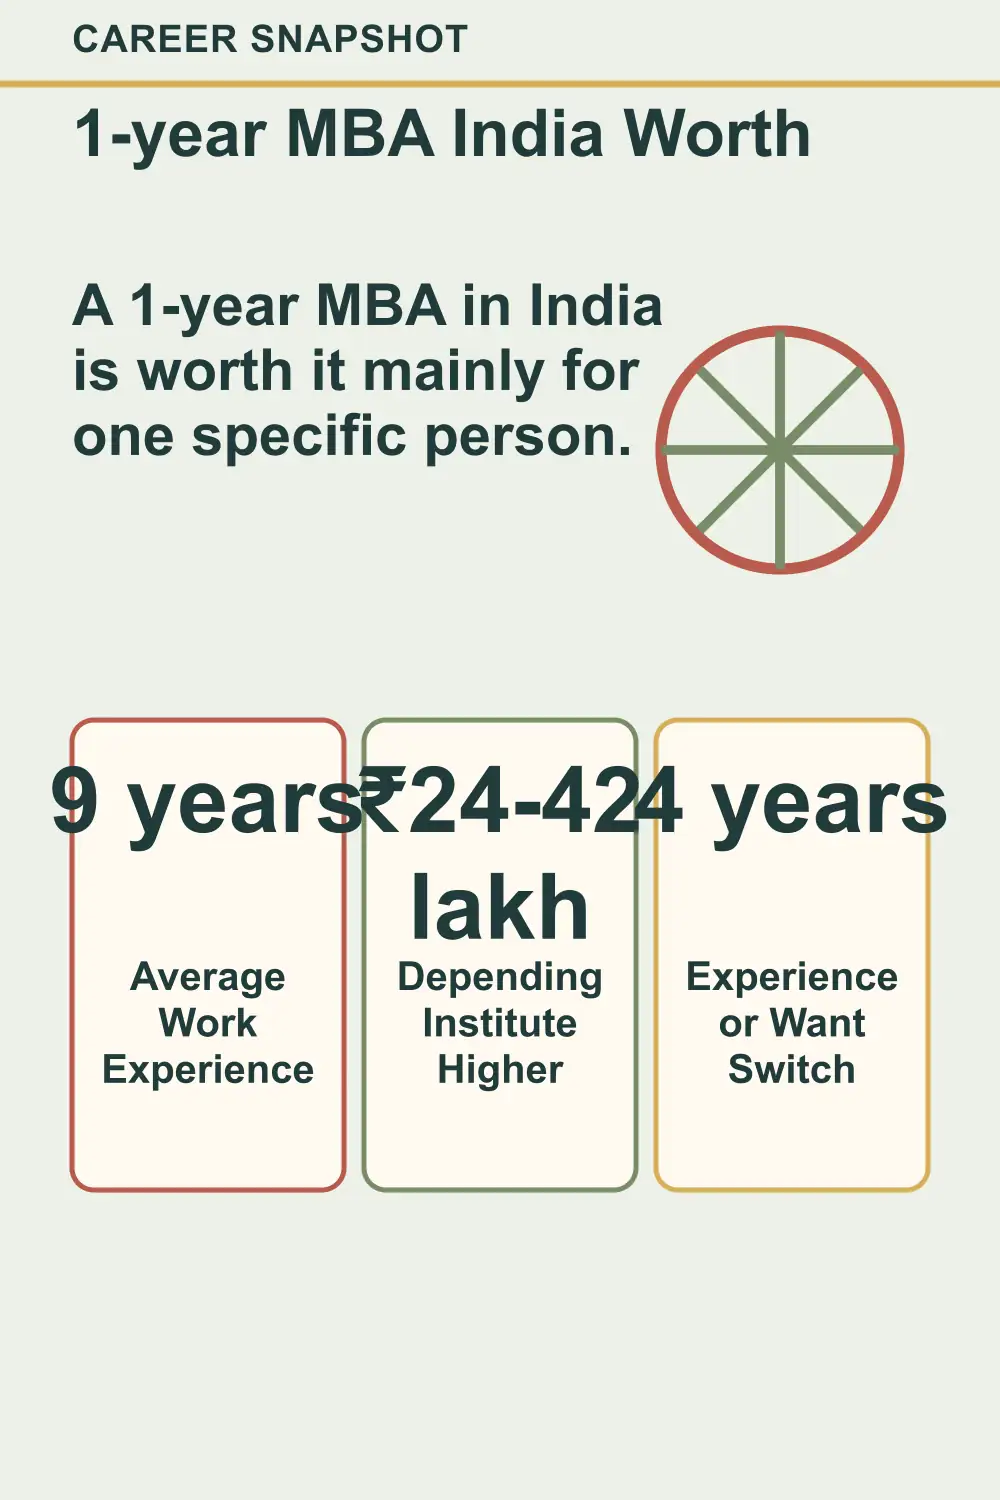 CAREER SNAPSHOT
1-year MBA India Worth
A 1-year MBA in India
is worth it mainly for
one specific person.
9 years
Average
Work
Experience
₹24-42
lakh
Depending
Institute
Higher
4 years
Experience
or Want
Switch